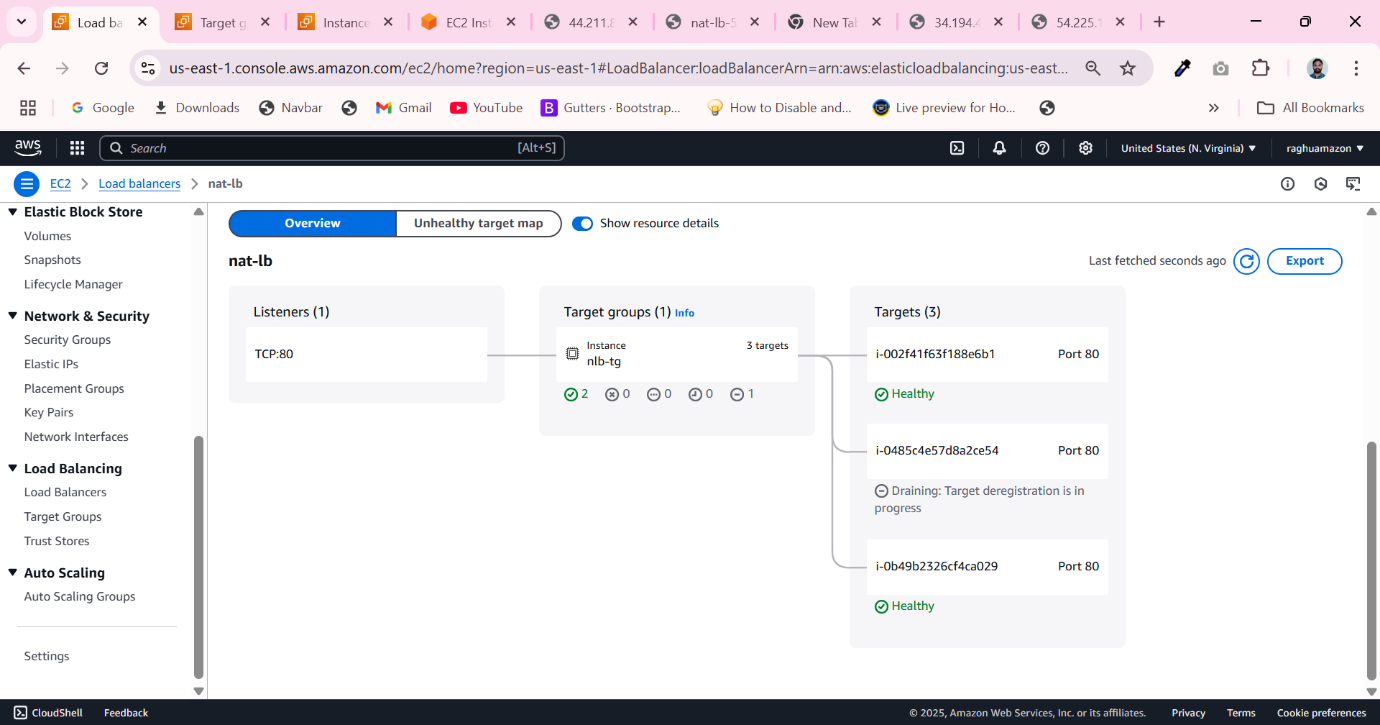 Load ba
Target g
Instance
EC2 Inst
44.211.8
nat-lb-5
New Tab
34.194.4
54.225.1
us-east-1.console.aws.amazon.com/ec2/home?region=us-east-1#LoadBalancer:loadBalancerArn=arn:aws:elasticloadbalancing:us-east...
Google
Downloads
Navbar
Gmail
YouTube
Gutters · Bootstrap...
How to Disable and...
Live preview for Ho...
All Bookmarks
aws
Search
[Alt+S]
United States (N. Virginia)
raghuamazon
EC2
Load balancers
nat-lb
Elastic Block Store
Volumes
Snapshots
Lifecycle Manager
Network & Security
Security Groups
Elastic IPs
Placement Groups
Key Pairs
Network Interfaces
Load Balancing
Load Balancers
Target Groups
Trust Stores
Auto Scaling
Auto Scaling Groups
Settings
Overview
Unhealthy target map
Show resource details
nat-lb
Last fetched seconds ago
Export
Listeners (1)
TCP:80
Target groups (1) Info
Instance
3 targets
nlb-tg
2 0 0 0 1
Targets (3)
i-002f41f63f188e6b1 Port 80
Healthy
i-0485c4e57d8a2ce54 Port 80
Draining: Target deregistration is in
progress
i-0b49b2326cf4ca029 Port 80
Healthy
CloudShell
Feedback
© 2025, Amazon Web Services, Inc. or its affiliates.
Privacy
Terms
Cookie preferences